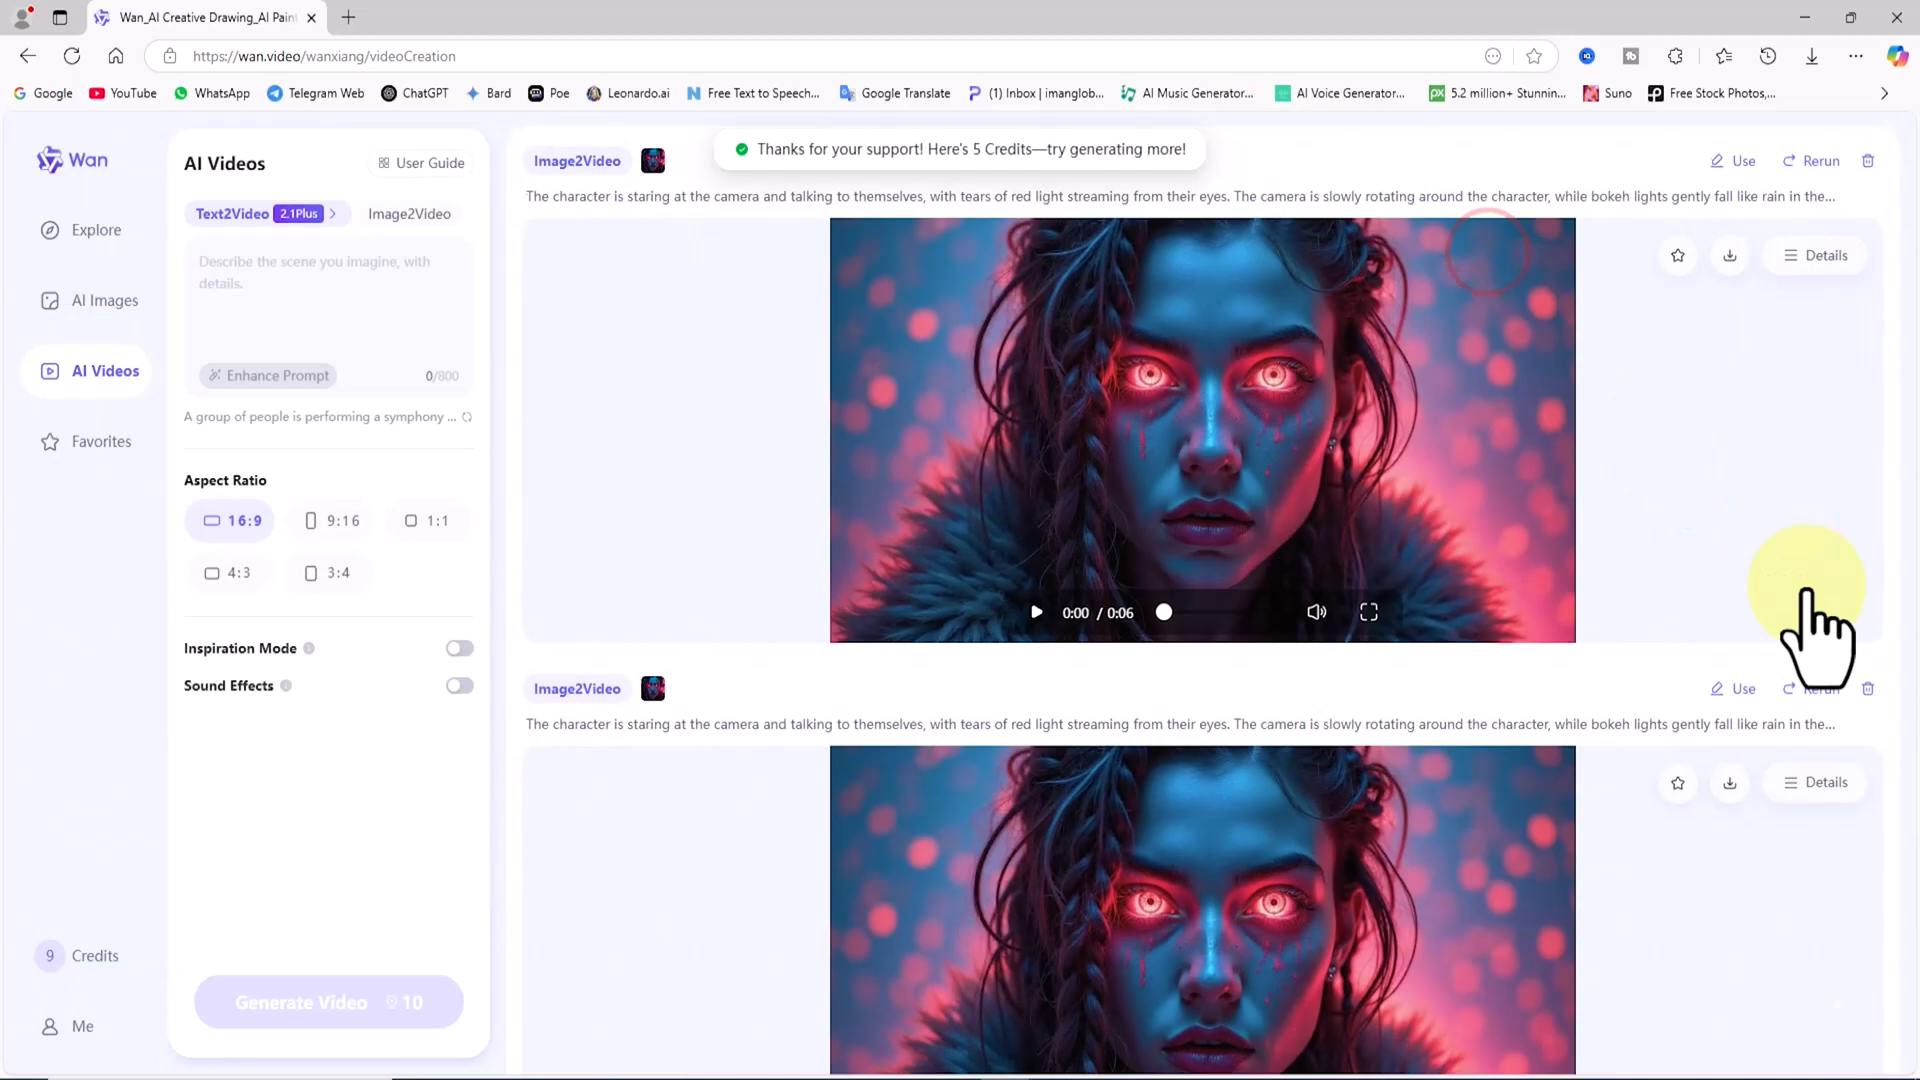 Wan_AI Creative Drawing_AI Pain
https://wan.video/wanxiang/videoCreation
Google
YouTube
WhatsApp
Telegram Web
ChatGPT
Bard
Poe
Leonardo.ai
Free Text to Speech...
Google Translate
(1) Inbox | imanglob...
AI Music Generator...
AI Voice Generator...
5.2 million+ Stunnin...
Suno
Free Stock Photos,...
Wan
Explore
AI Images
AI Videos
Favorites
9 Credits
Me
AI Videos
User Guide
Text2Video 2.1Plus
Image2Video
Describe the scene you imagine, with
details.
Enhance Prompt
0/800
A group of people is performing a symphony ...
Aspect Ratio
16:9
9:16
1:1
4:3
3:4
Inspiration Mode
Sound Effects
Generate Video 10
Thanks for your support! Here's 5 Credits—try generating more!
Image2Video
Use
Rerun
The character is staring at the camera and talking to themselves, with tears of red light streaming from their eyes. The camera is slowly rotating around the character, while bokeh lights gently fall like rain in the...
Details
0:00 / 0:06
Image2Video
Use
Rerun
The character is staring at the camera and talking to themselves, with tears of red light streaming from their eyes. The camera is slowly rotating around the character, while bokeh lights gently fall like rain in the...
Details